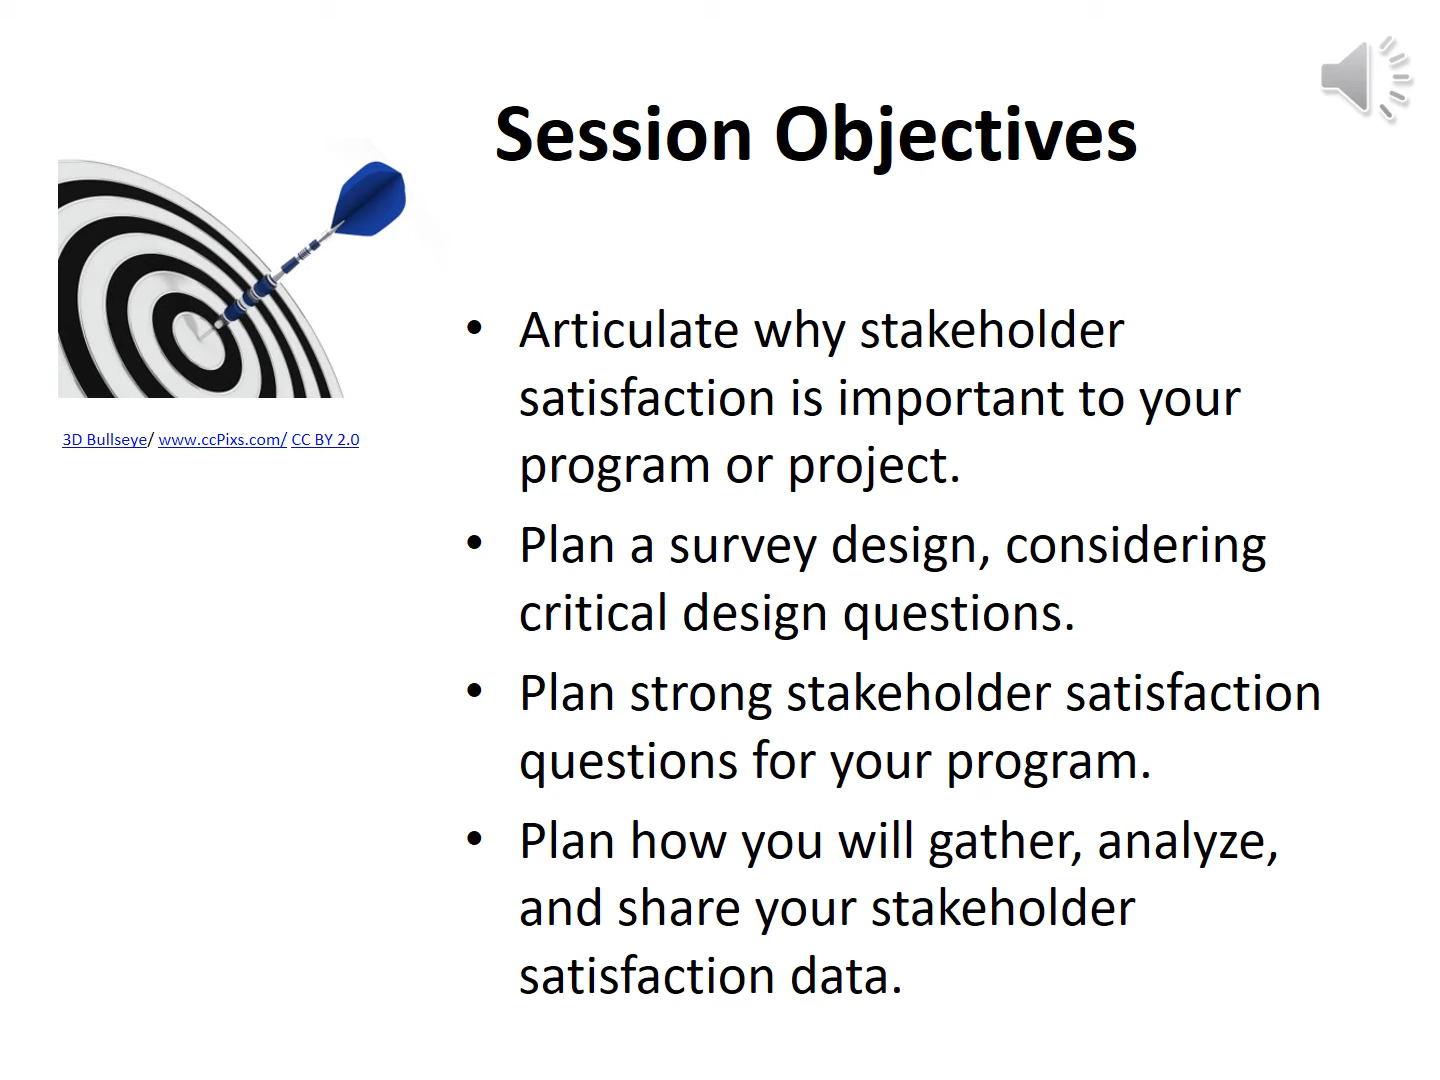 Session Objectives
3D Bullseye/ www.ccPixs.com/ CC BY 2.0
• Articulate why stakeholder
satisfaction is important to your
program or project.
• Plan a survey design, considering
critical design questions.
• Plan strong stakeholder satisfaction
questions for your program.
• Plan how you will gather, analyze,
and share your stakeholder
satisfaction data.